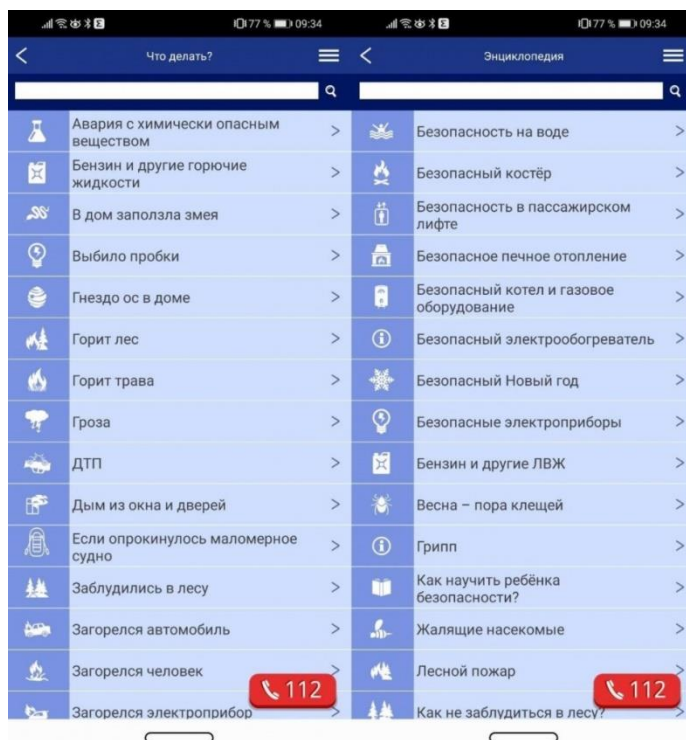 77 % 09:34
Что делать?
Авария с химически опасным
веществом
Бензин и другие горючие
жидкости
В дом заползла змея
Выбило пробки
Гнездо ос в доме
Горит лес
Горит трава
Гроза
ДТП
Дым из окна и дверей
Если опрокинулось маломерное
судно
Заблудились в лесу
Загорелся автомобиль
Загорелся человек
112
Загорелся электроприбор
77 % 09:34
Энциклопедия
Безопасность на воде
Безопасный костёр
Безопасность в пассажирском
лифте
Безопасное печное отопление
Безопасный котел и газовое
оборудование
Безопасный электрообогреватель
Безопасный Новый год
Безопасные электроприборы
Бензин и другие ЛВЖ
Весна – пора клещей
Грипп
Как научить ребёнка
безопасности?
Жалящие насекомые
Лесной пожар
112
Как не заблудиться в лесу?